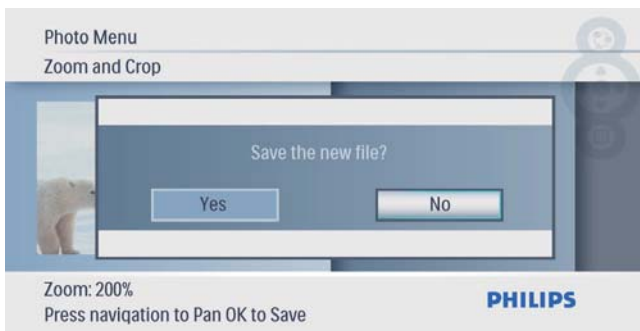 Photo Menu
Zoom and Crop
Save the new file?
Yes No
Zoom: 200%
Press navigation to Pan OK to Save
PHILIPS